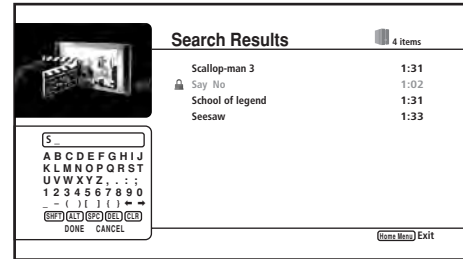 Search Results
4 items
Scallop-man 3 1:31
Say No 1:02
School of legend 1:31
Seesaw 1:33
S _
A B C D E F G H I J
K L M N O P Q R S T
U V W X Y Z , . : ;
1 2 3 4 5 6 7 8 9 0
_ – ( ) [ ] { } ← →
SHFT ALT SPC DEL CLR
DONE CANCEL
Home Menu Exit